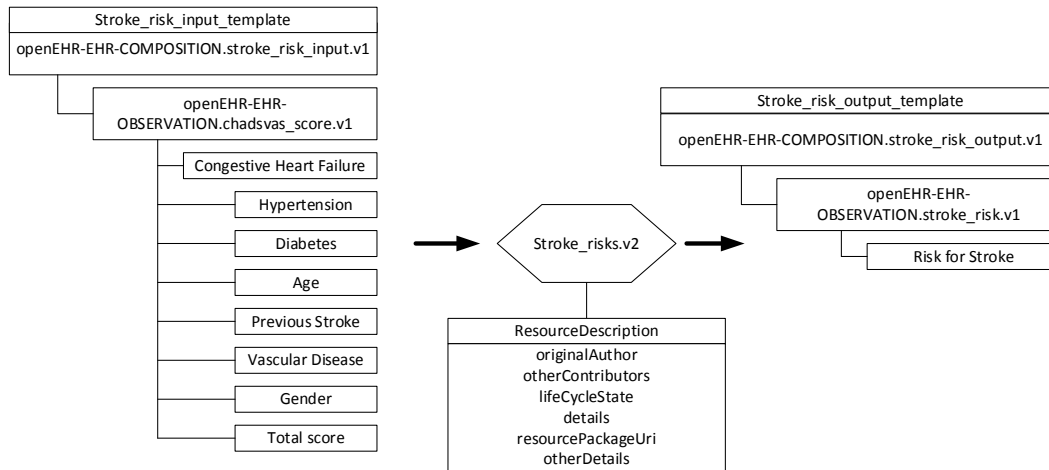 Stroke_risk_input_template
openEHR-EHR-COMPOSITION.stroke_risk_input.v1
openEHR-EHR-
OBSERVATION.chadsvas_score.v1
Congestive Heart Failure
Hypertension
Diabetes
Age
Previous Stroke
Vascular Disease
Gender
Total score
Stroke_risks.v2
ResourceDescription
originalAuthor
otherContributors
lifeCycleState
details
resourcePackageUri
otherDetails
Stroke_risk_output_template
openEHR-EHR-COMPOSITION.stroke_risk_output.v1
openEHR-EHR-
OBSERVATION.stroke_risk.v1
Risk for Stroke